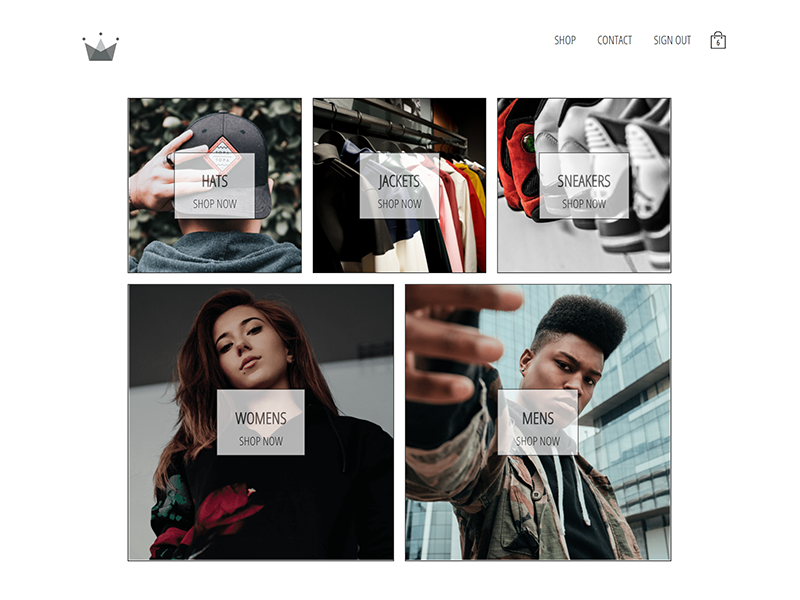 SHOP CONTACT SIGN OUT 6
HATS
SHOP NOW
JACKETS
SHOP NOW
SNEAKERS
SHOP NOW
WOMENS
SHOP NOW
MENS
SHOP NOW